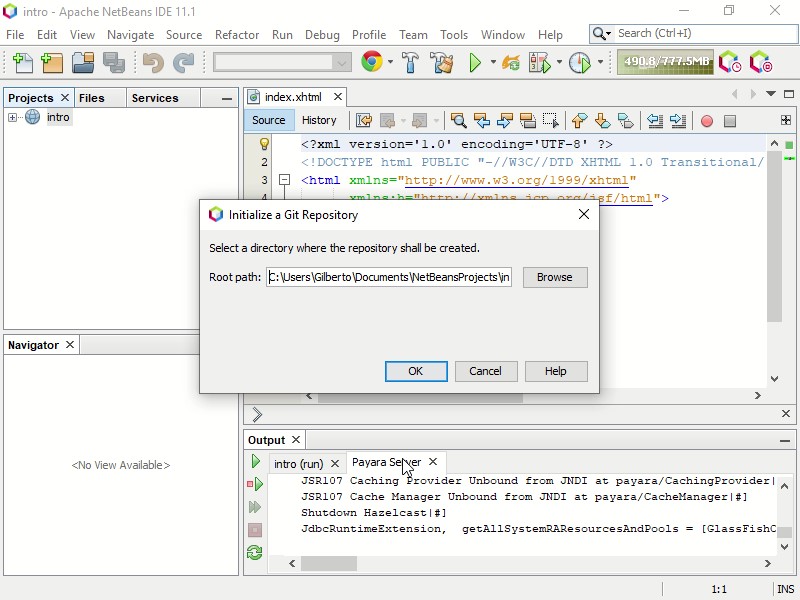 intro - Apache NetBeans IDE 11.1
File Edit View Navigate Source Refactor Run Debug Profile Team Tools Window Help
Search (Ctrl+I)
490.8/777.5MB
Projects Files Services
intro
index.xhtml
Source History
<?xml version='1.0' encoding='UTF-8' ?>
2 <!DOCTYPE html PUBLIC "-//W3C//DTD XHTML 1.0 Transitional/
3 <html xmlns="http://www.w3.org/1999/xhtml"
4 xmlns:h="http://xmlns.jcp.org/jsf/html">
Initialize a Git Repository
Select a directory where the repository shall be created.
Root path: C:\Users\Gilberto\Documents\NetBeansProjects\in
Browse
OK Cancel Help
Navigator
<No View Available>
Output
intro (run) Payara Server
JSR107 Caching Provider Unbound from JNDI at payara/CachingProvider|
JSR107 Cache Manager Unbound from JNDI at payara/CacheManager|#]
Shutdown Hazelcast|#]
JdbcRuntimeExtension, getAllSystemRAResourcesAndPools = [GlassFishC
1:1 INS